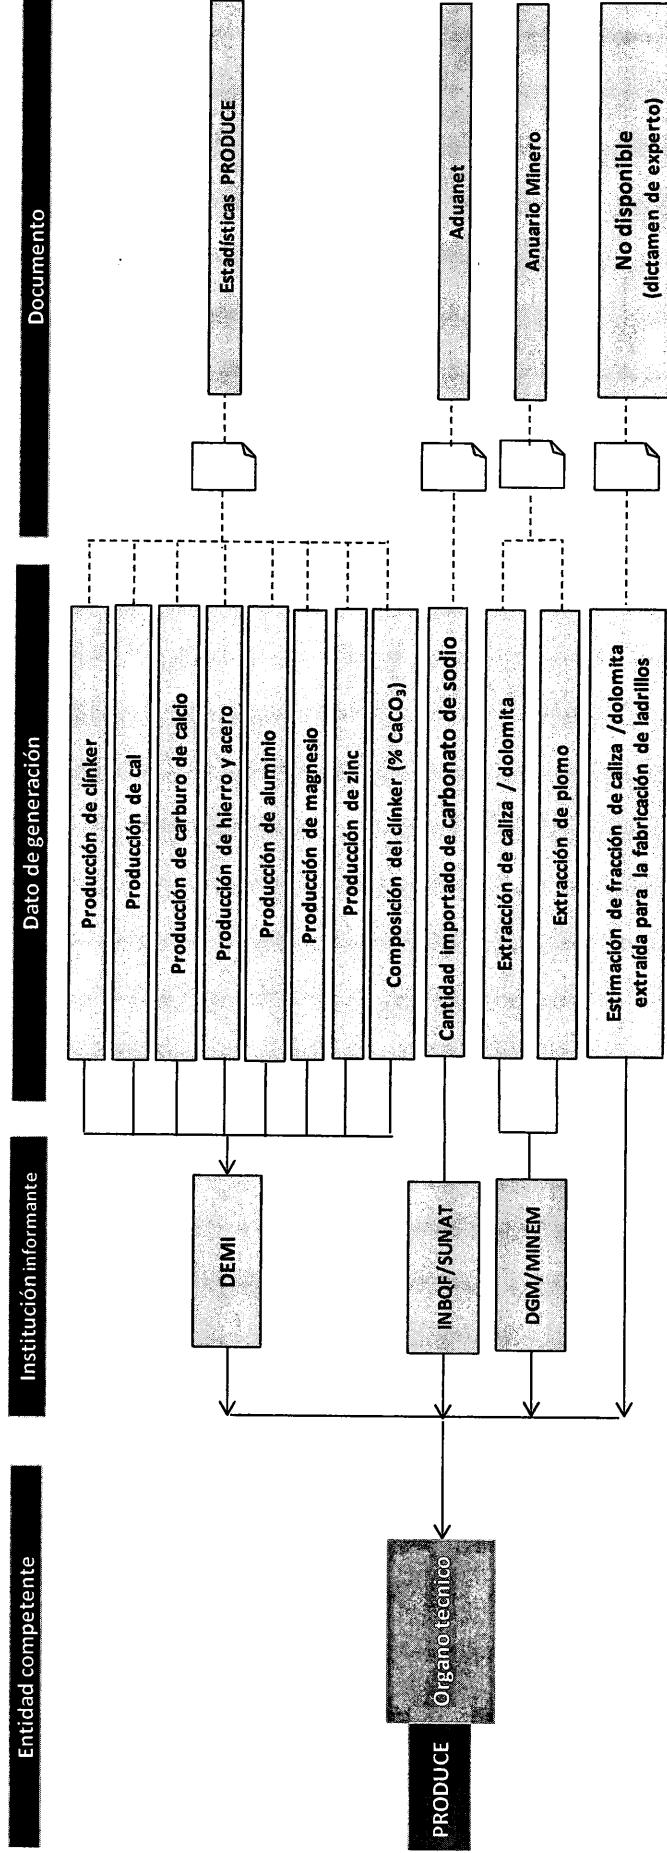 Entidad competente
Institución informante
Dato de generación
Documento
PRODUCE
Órgano técnico
DEMI
INBQF/SUNAT
DGM/MINEM
Producción de clínker
Producción de cal
Producción de carburo de calcio
Producción de hierro y acero
Producción de aluminio
Producción de magnesio
Producción de zinc
Composición del clínker (% CaCO₃)
Cantidad importado de carbonato de sodio
Extracción de caliza / dolomita
Extracción de plomo
Estimación de fracción de caliza /dolomita
extraída para la fabricación de ladrillos
Estadísticas PRODUCE
Aduanet
Anuario Minero
No disponible
(dictamen de experto)